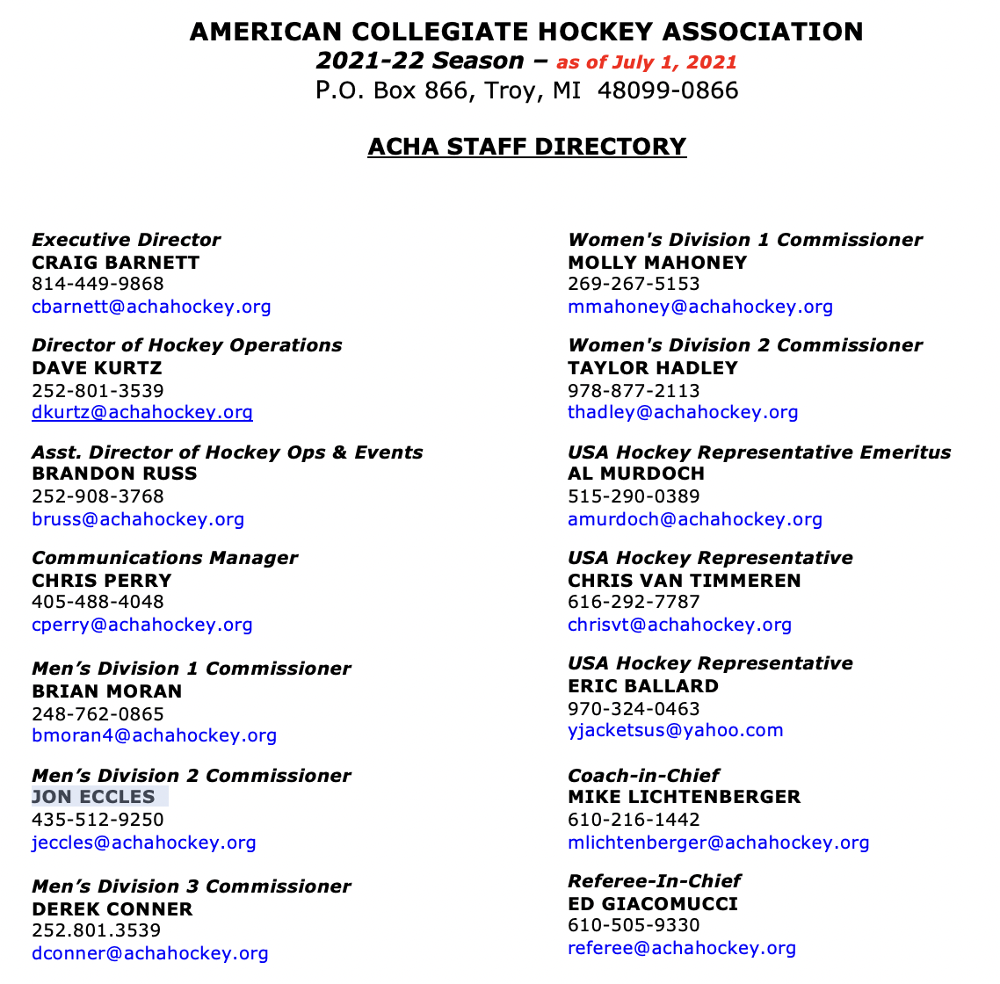 AMERICAN COLLEGIATE HOCKEY ASSOCIATION
2021-22 Season – as of July 1, 2021
P.O. Box 866, Troy, MI  48099-0866
ACHA STAFF DIRECTORY
Executive Director
CRAIG BARNETT
814-449-9868
cbarnett@achahockey.org
Director of Hockey Operations
DAVE KURTZ
252-801-3539
dkurtz@achahockey.org
Asst. Director of Hockey Ops & Events
BRANDON RUSS
252-908-3768
bruss@achahockey.org
Communications Manager
CHRIS PERRY
405-488-4048
cperry@achahockey.org
Men’s Division 1 Commissioner
BRIAN MORAN
248-762-0865
bmoran4@achahockey.org
Men’s Division 2 Commissioner
JON ECCLES
435-512-9250
jeccles@achahockey.org
Men’s Division 3 Commissioner
DEREK CONNER
252.801.3539
dconner@achahockey.org
Women's Division 1 Commissioner
MOLLY MAHONEY
269-267-5153
mmahoney@achahockey.org
Women's Division 2 Commissioner
TAYLOR HADLEY
978-877-2113
thadley@achahockey.org
USA Hockey Representative Emeritus
AL MURDOCH
515-290-0389
amurdoch@achahockey.org
USA Hockey Representative
CHRIS VAN TIMMEREN
616-292-7787
chrisvt@achahockey.org
USA Hockey Representative
ERIC BALLARD
970-324-0463
yjacketsus@yahoo.com
Coach-in-Chief
MIKE LICHTENBERGER
610-216-1442
mlichtenberger@achahockey.org
Referee-In-Chief
ED GIACOMUCCI
610-505-9330
referee@achahockey.org